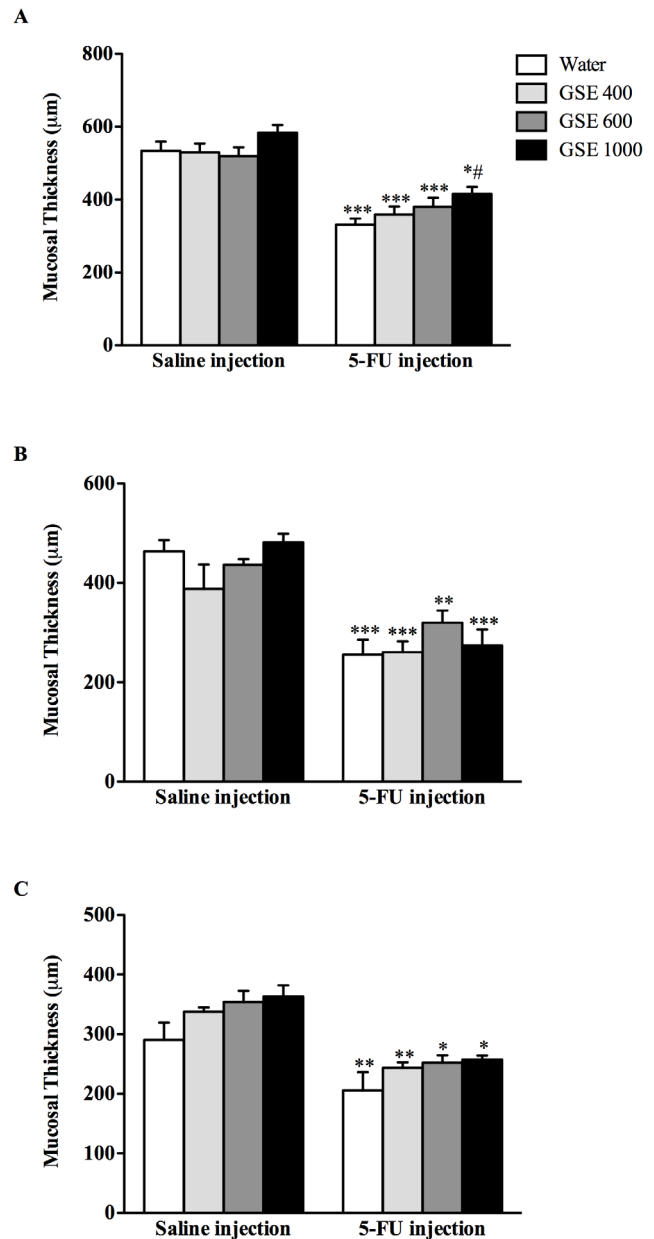 A
800
600
400
200
0
Mucosal Thickness (μm)
Water
GSE 400
GSE 600
GSE 1000
***
***
***
*#
Saline injection
5-FU injection
B
600
400
200
0
Mucosal Thickness (μm)
***
***
**
***
Saline injection
5-FU injection
C
500
400
300
200
100
0
Mucosal Thickness (μm)
**
**
*
*
Saline injection
5-FU injection